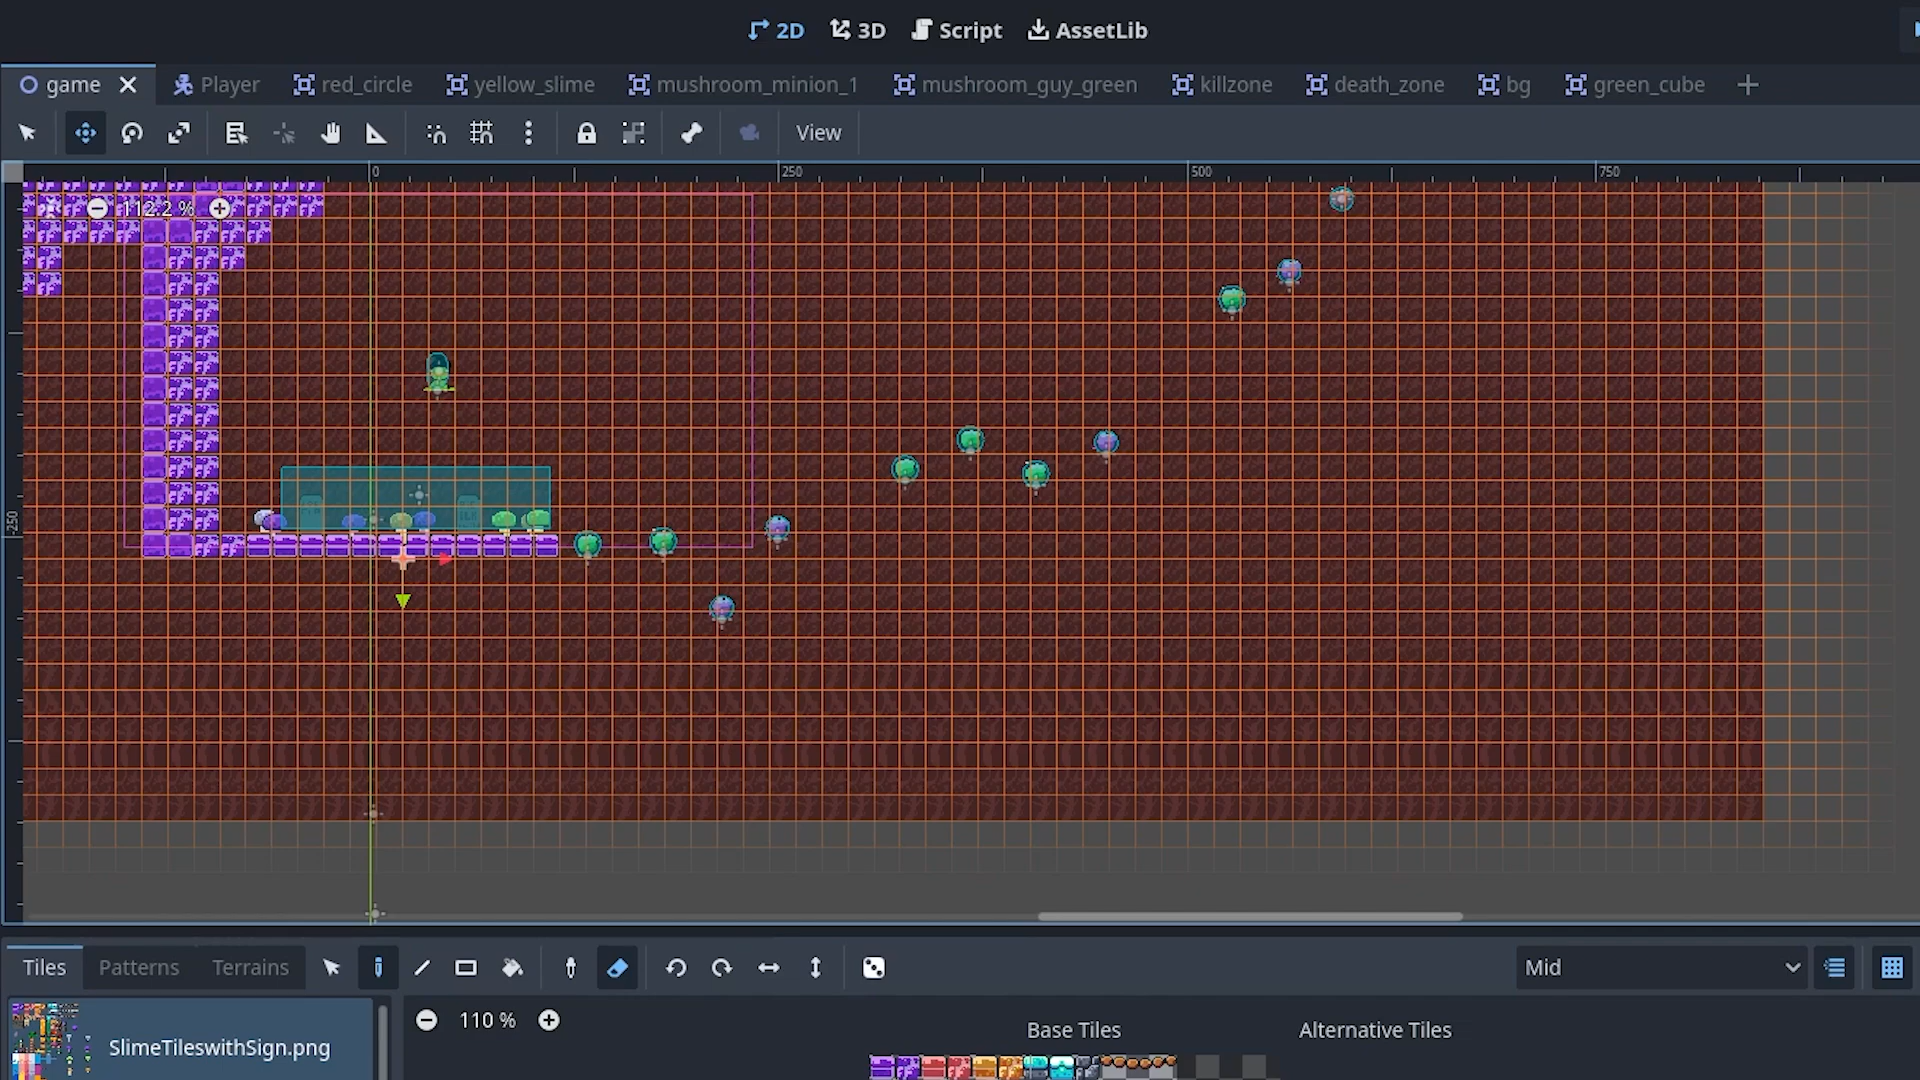 2D 3D Script AssetLib
game Player red_circle yellow_slime mushroom_minion_1 mushroom_guy_green killzone death_zone bg green_cube
View
0 250 500 750
112.2 %
-250
Tiles Patterns Terrains Mid
110 %
Base Tiles Alternative Tiles
SlimeTileswithSign.png